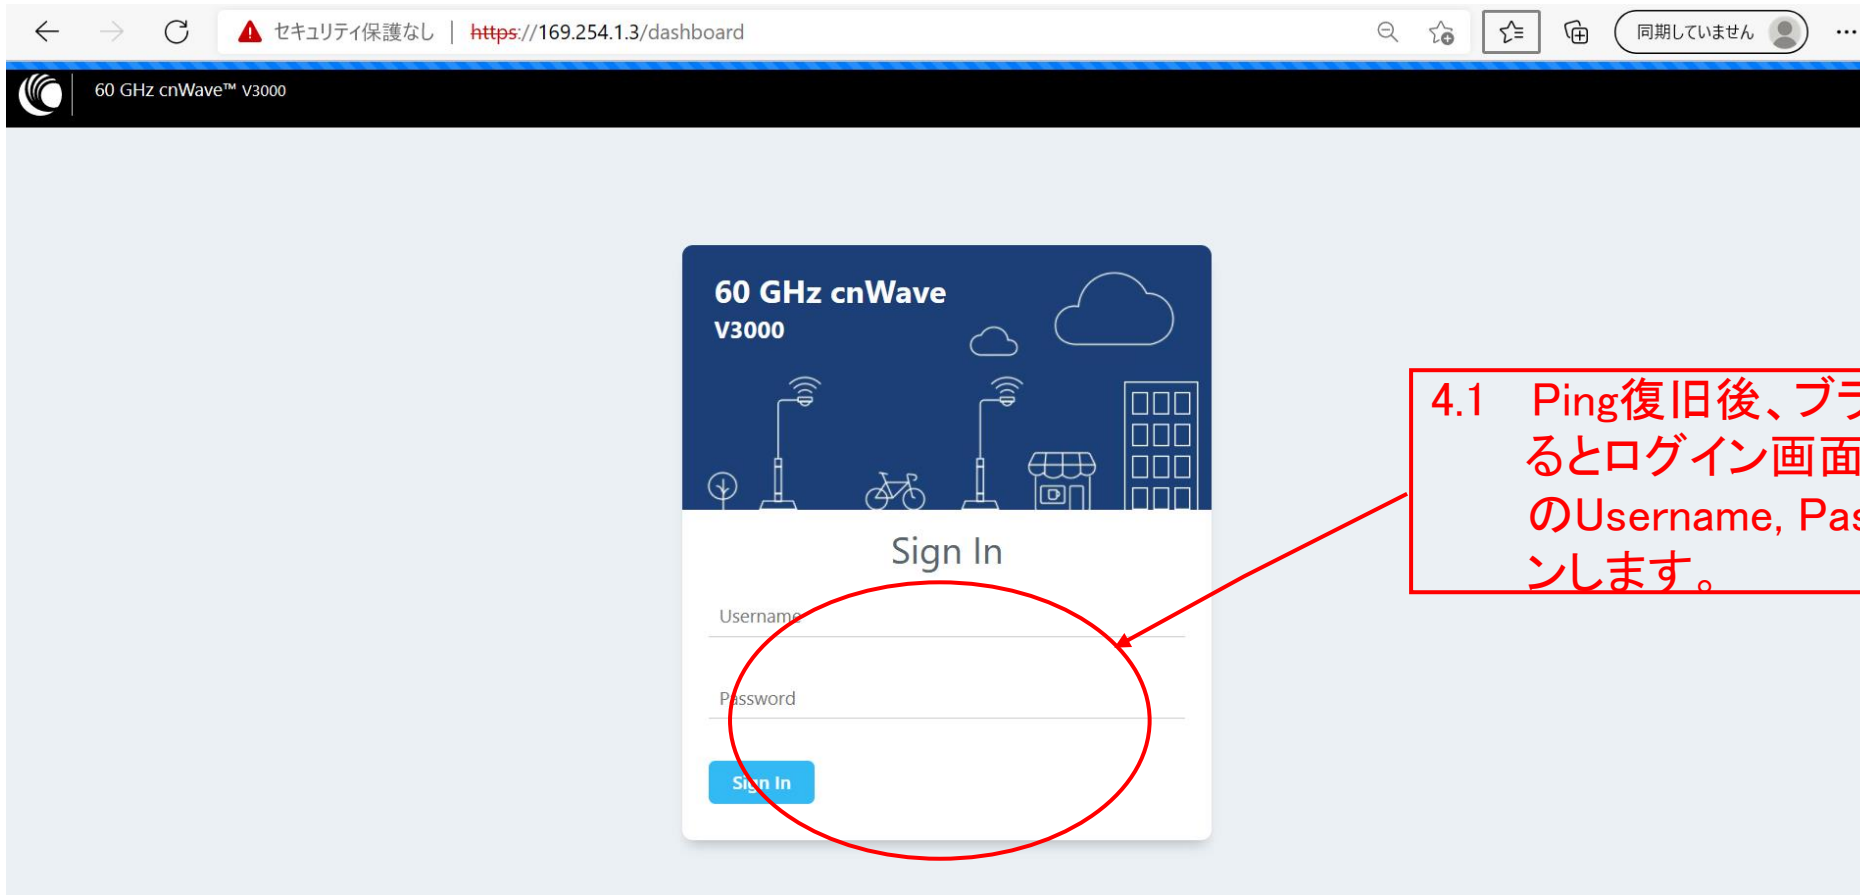 セキュリティ保護なし | https://169.254.1.3/dashboard
同期していません
60 GHz cnWave™ V3000
60 GHz cnWave
V3000
Sign In
Username
Password
Sign In
4.1 Ping復旧後、ブラ
るとログイン画面
のUsername, Pas
ンします。